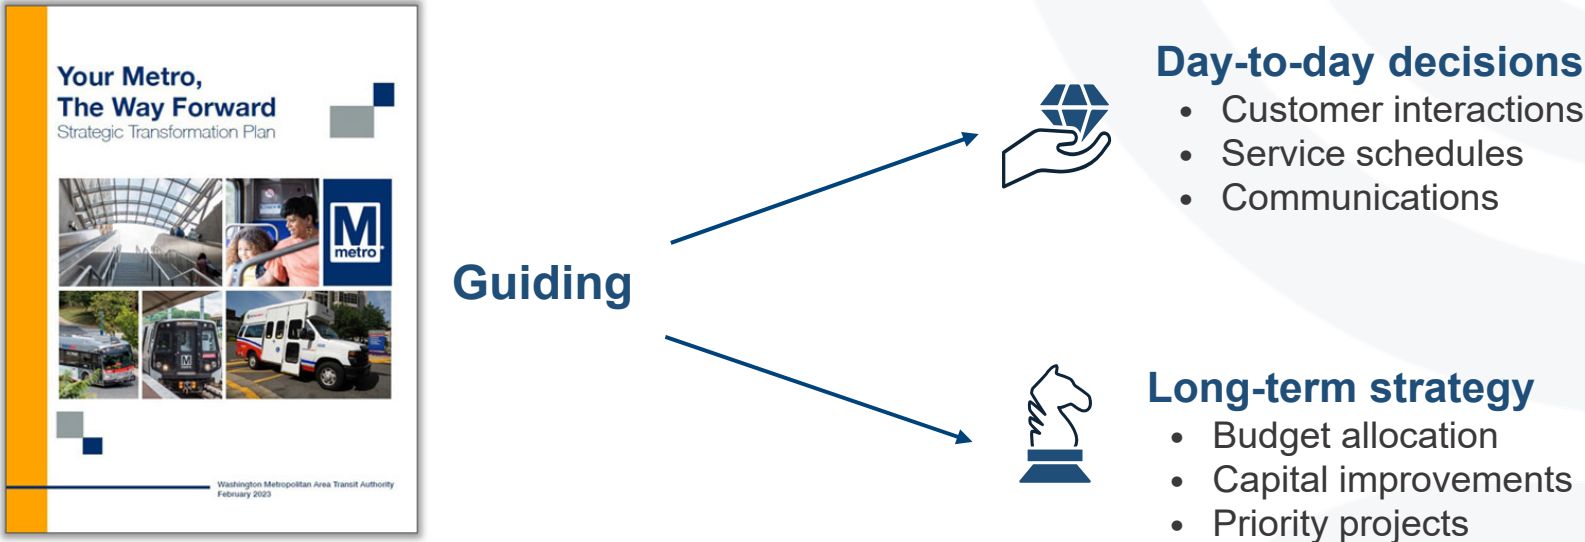 Your Metro,
The Way Forward
Strategic Transformation Plan
M
metro
M
Washington Metropolitan Area Transit Authority
February 2023
Guiding
Day-to-day decisions
• Customer interactions
• Service schedules
• Communications
Long-term strategy
• Budget allocation
• Capital improvements
• Priority projects